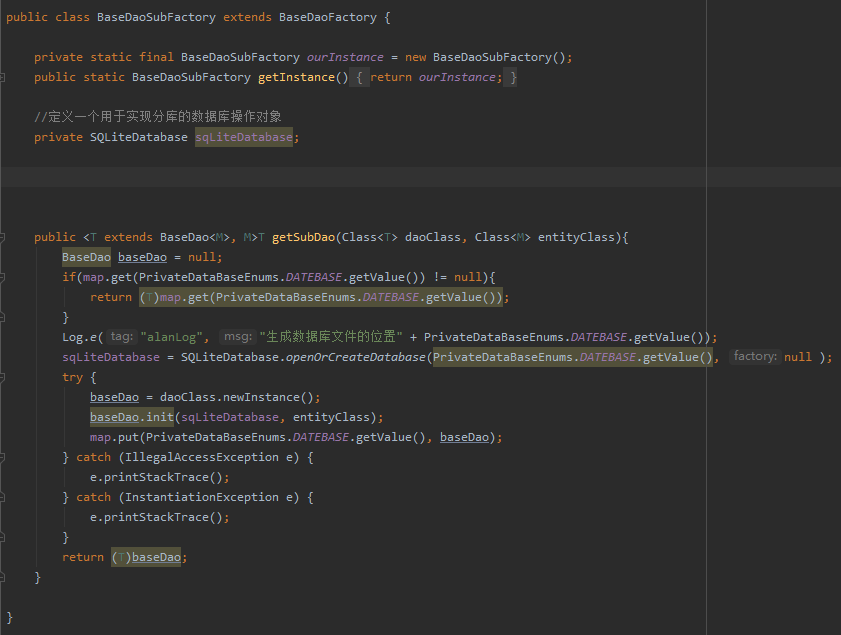 public class BaseDaoSubFactory extends BaseDaoFactory {
private static final BaseDaoSubFactory ourInstance = new BaseDaoSubFactory();
public static BaseDaoSubFactory getInstance() { return ourInstance; }
//定义一个用于实现分库的数据库操作对象
private SQLiteDatabase sqLiteDatabase;
public <T extends BaseDao<M>, M>T getSubDao(Class<T> daoClass, Class<M> entityClass){
BaseDao baseDao = null;
if(map.get(PrivateDataBaseEnums.DATEBASE.getValue()) != null){
return (T)map.get(PrivateDataBaseEnums.DATEBASE.getValue());
}
Log.e( tag: "alanLog", msg: "生成数据库文件的位置" + PrivateDataBaseEnums.DATEBASE.getValue());
sqLiteDatabase = SQLiteDatabase.openOrCreateDatabase(PrivateDataBaseEnums.DATEBASE.getValue(), factory: null );
try {
baseDao = daoClass.newInstance();
baseDao.init(sqLiteDatabase, entityClass);
map.put(PrivateDataBaseEnums.DATEBASE.getValue(), baseDao);
} catch (IllegalAccessException e) {
e.printStackTrace();
} catch (InstantiationException e) {
e.printStackTrace();
}
return (T)baseDao;
}
}